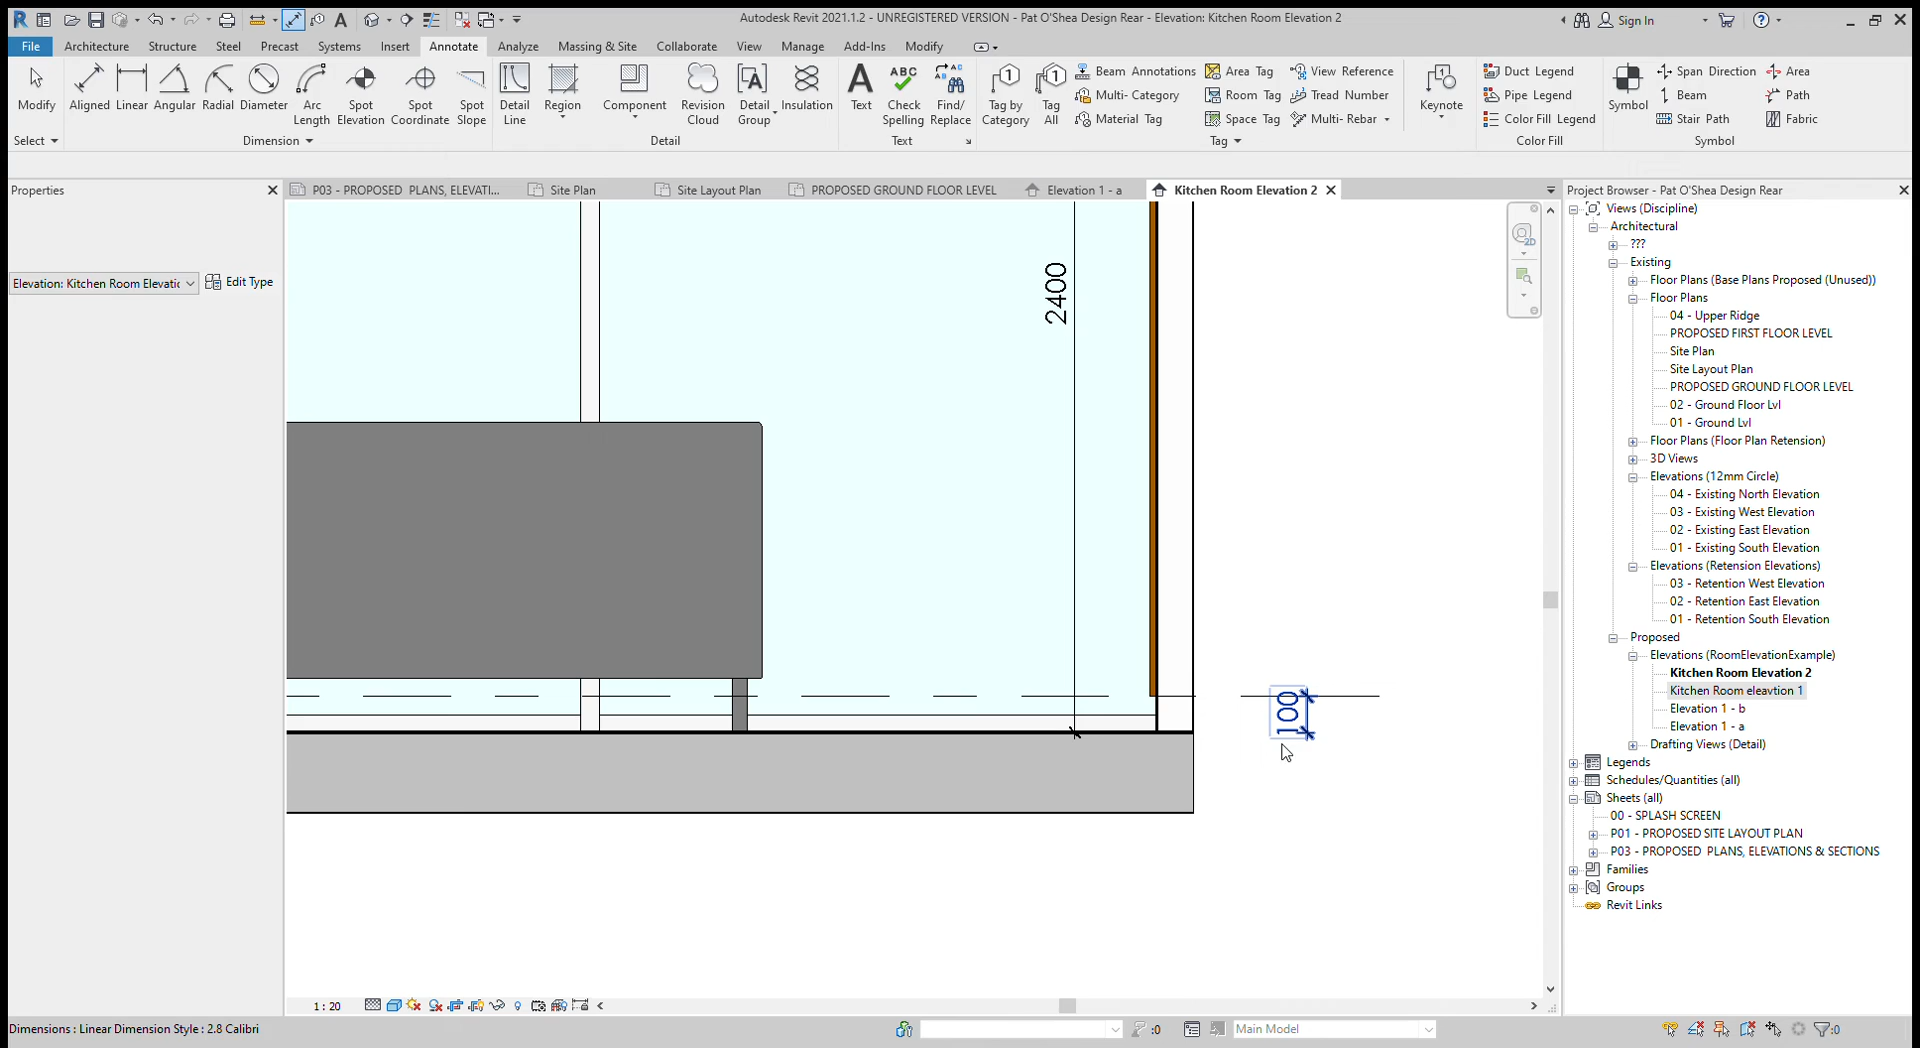 Autodesk Revit 2021.1.2 - UNREGISTERED VERSION - Pat O'Shea Design Rear - Elevation: Kitchen Room Elevation 2
Sign In
File Architecture Structure Steel Precast Systems Insert Annotate Analyze Massing & Site Collaborate View Manage Add-Ins Modify
Modify
Aligned Linear Angular Radial Diameter Arc Length Spot Elevation Spot Coordinate Spot Slope
Detail Line Region Component Revision Cloud Detail Group Insulation
Text Check Spelling Find/ Replace
Tag by Category Tag All
Beam Annotations Area Tag View Reference
Multi- Category Room Tag Tread Number
Material Tag Space Tag Multi- Rebar
Keynote
Duct Legend
Pipe Legend
Color Fill Legend
Symbol
Span Direction Area
Beam Path
Stair Path Fabric
Select Dimension Detail Text Tag Color Fill Symbol
Properties
P03 - PROPOSED PLANS, ELEVATI... Site Plan Site Layout Plan PROPOSED GROUND FLOOR LEVEL Elevation 1 - a Kitchen Room Elevation 2
Elevation: Kitchen Room Elevatic Edit Type
2400
100
2D
Project Browser - Pat O'Shea Design Rear
Views (Discipline)
Architectural
???
Existing
Floor Plans (Base Plans Proposed (Unused))
Floor Plans
04 - Upper Ridge
PROPOSED FIRST FLOOR LEVEL
Site Plan
Site Layout Plan
PROPOSED GROUND FLOOR LEVEL
02 - Ground Floor Lvl
01 - Ground Lvl
Floor Plans (Floor Plan Retension)
3D Views
Elevations (12mm Circle)
04 - Existing North Elevation
03 - Existing West Elevation
02 - Existing East Elevation
01 - Existing South Elevation
Elevations (Retension Elevations)
03 - Retention West Elevation
02 - Retention East Elevation
01 - Retention South Elevation
Proposed
Elevations (RoomElevationExample)
Kitchen Room Elevation 2
Kitchen Room eleavtion 1
Elevation 1 - b
Elevation 1 - a
Drafting Views (Detail)
Legends
Schedules/Quantities (all)
Sheets (all)
00 - SPLASH SCREEN
P01 - PROPOSED SITE LAYOUT PLAN
P03 - PROPOSED PLANS, ELEVATIONS & SECTIONS
Families
Groups
Revit Links
1 : 20
Dimensions : Linear Dimension Style : 2.8 Calibri
:0
Main Model
:0